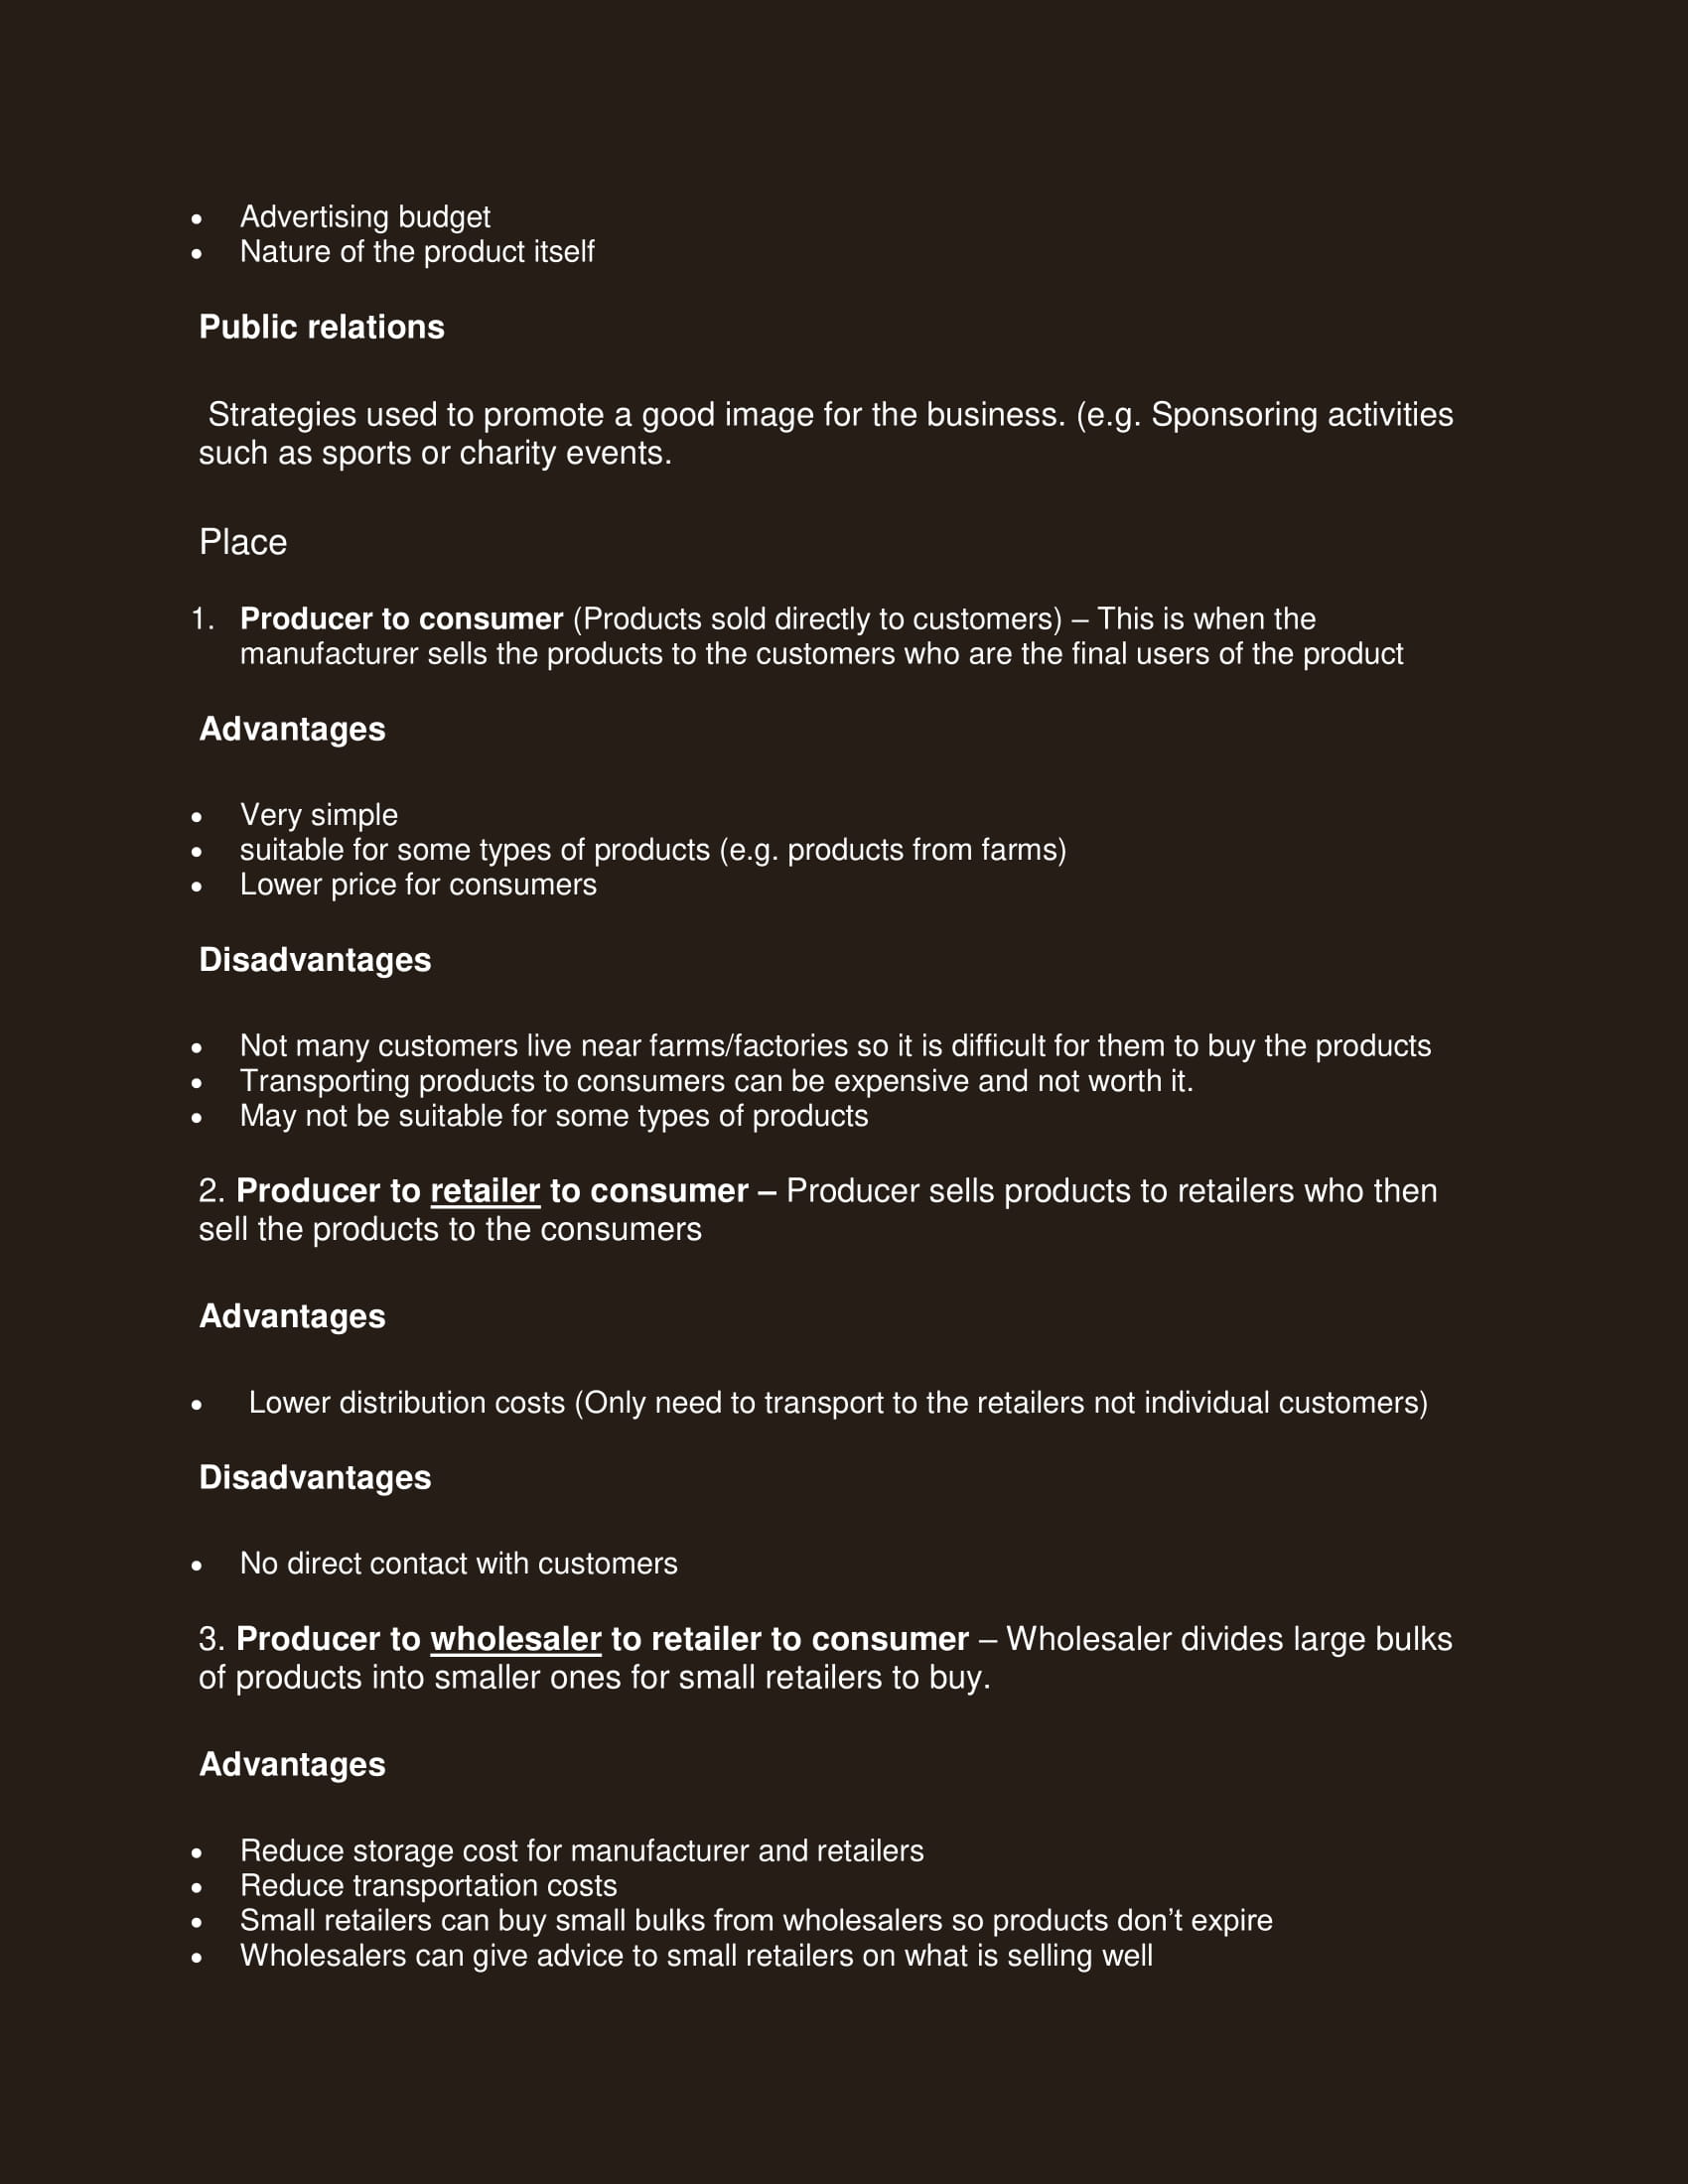 • Advertising budget
• Nature of the product itself
Public relations
Strategies used to promote a good image for the business. (e.g. Sponsoring activities
such as sports or charity events.
Place
1. Producer to consumer (Products sold directly to customers) – This is when the
manufacturer sells the products to the customers who are the final users of the product
Advantages
• Very simple
• suitable for some types of products (e.g. products from farms)
• Lower price for consumers
Disadvantages
• Not many customers live near farms/factories so it is difficult for them to buy the products
• Transporting products to consumers can be expensive and not worth it.
• May not be suitable for some types of products
2. Producer to retailer to consumer – Producer sells products to retailers who then
sell the products to the consumers
Advantages
• Lower distribution costs (Only need to transport to the retailers not individual customers)
Disadvantages
• No direct contact with customers
3. Producer to wholesaler to retailer to consumer – Wholesaler divides large bulks
of products into smaller ones for small retailers to buy.
Advantages
• Reduce storage cost for manufacturer and retailers
• Reduce transportation costs
• Small retailers can buy small bulks from wholesalers so products don’t expire
• Wholesalers can give advice to small retailers on what is selling well